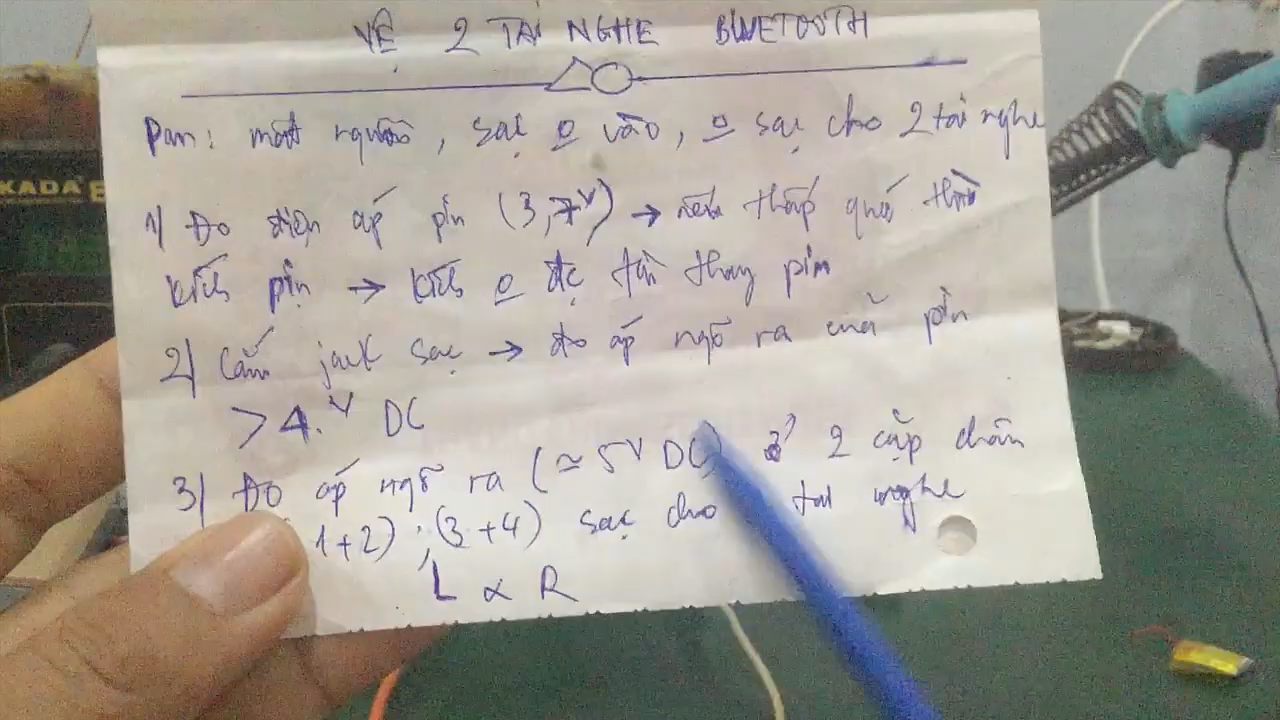 VỆ 2 TAI NGHE BLUETOOTH
Pan: mất nguồn, sạc o vào, o sạc cho 2 tai nghe
1) Đo điện áp pin (3,7V) → nếu thấp quá thì
kích pin → kích o đc thì thay pin
2) Cắm jack sạc → đo áp ngõ ra của pin
>4.V DC
3) Đo áp ngõ ra (≃ 5V DC) ở 2 cặp chân
1+2) ; (3+4) sạc cho tai nghe
L & R
KADA